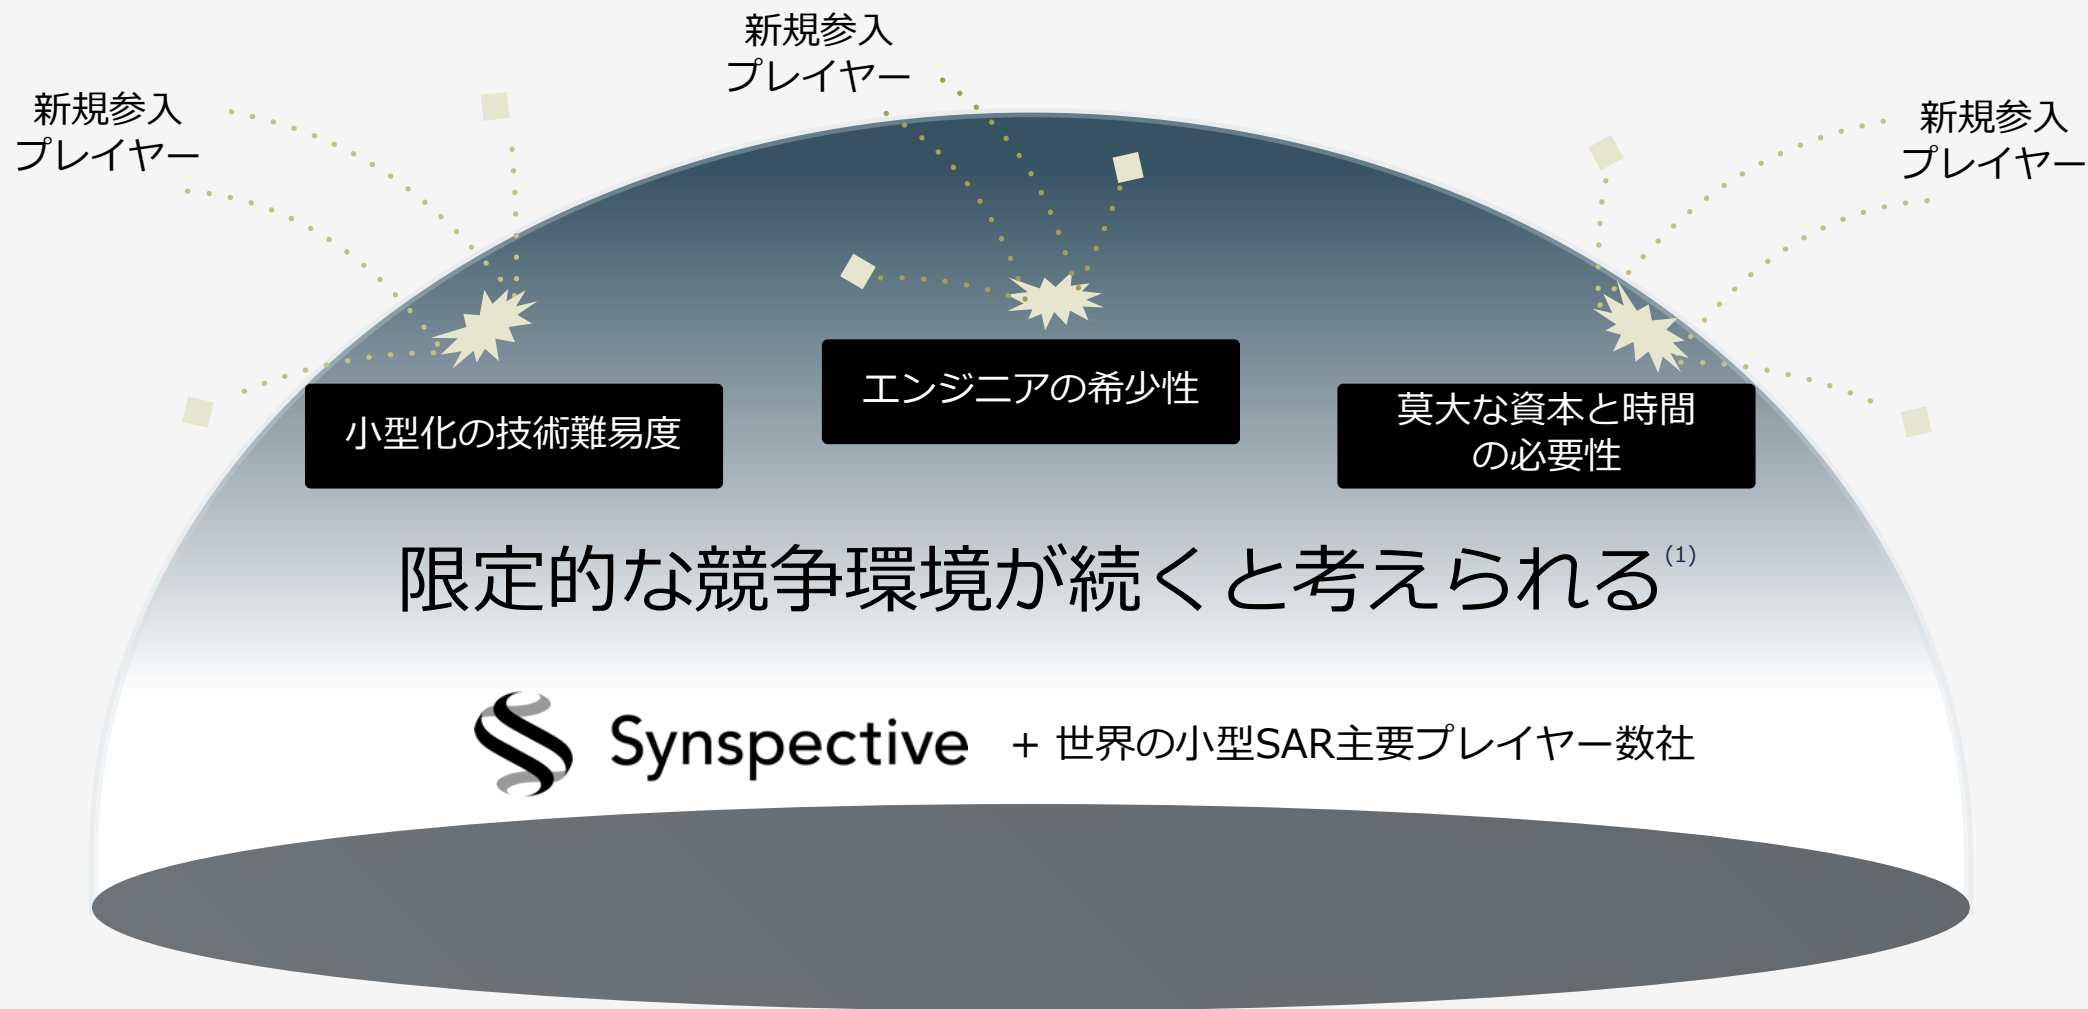 新規参入
プレイヤー
新規参入
プレイヤー
新規参入
プレイヤー
小型化の技術難易度
エンジニアの希少性
莫大な資本と時間
の必要性
限定的な競争環境が続くと考えられる(1)
Synspective + 世界の小型SAR主要プレイヤー数社